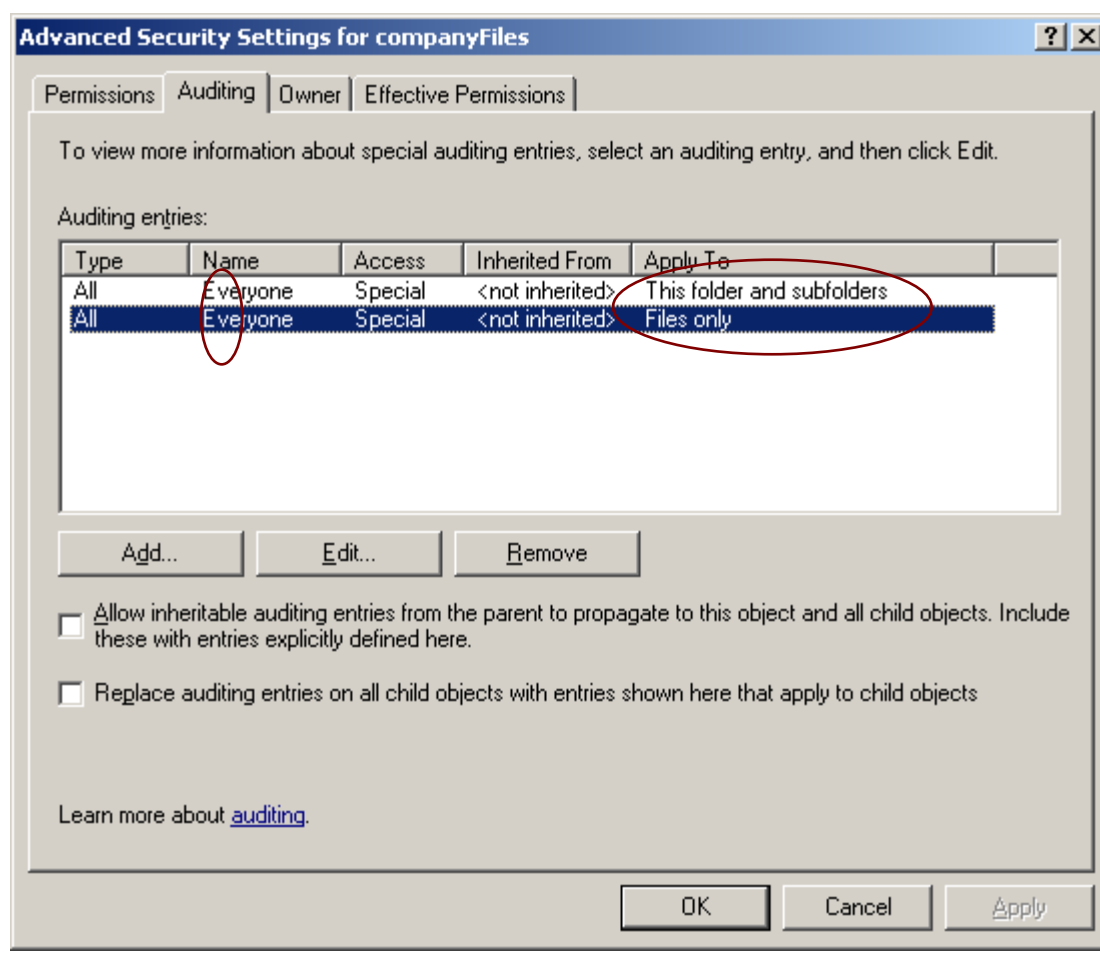 Advanced Security Settings for companyFiles
Permissions Auditing Owner Effective Permissions
To view more information about special auditing entries, select an auditing entry, and then click Edit.
Auditing entries:
Type Name Access Inherited From Apply To
All Everyone Special <not inherited> This folder and subfolders
All Everyone Special <not inherited> Files only
Add... Edit... Remove
Allow inheritable auditing entries from the parent to propagate to this object and all child objects. Include
these with entries explicitly defined here.
Replace auditing entries on all child objects with entries shown here that apply to child objects
Learn more about auditing.
OK Cancel Apply